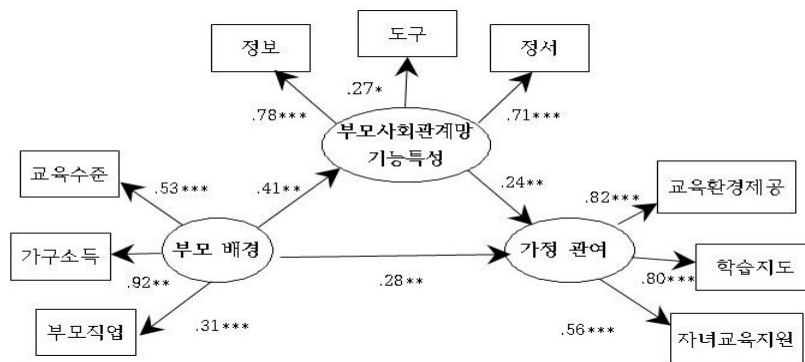 정보
도구
정서
.78***
.27*
.71***
부모사회관계망
기능특성
교육수준
.53***
.41**
.24**
.82***
교육환경제공
가구소득
부모 배경
가정 관여
학습지도
.92**
.28**
.80***
부모직업
.31***
.56***
자녀교육지원